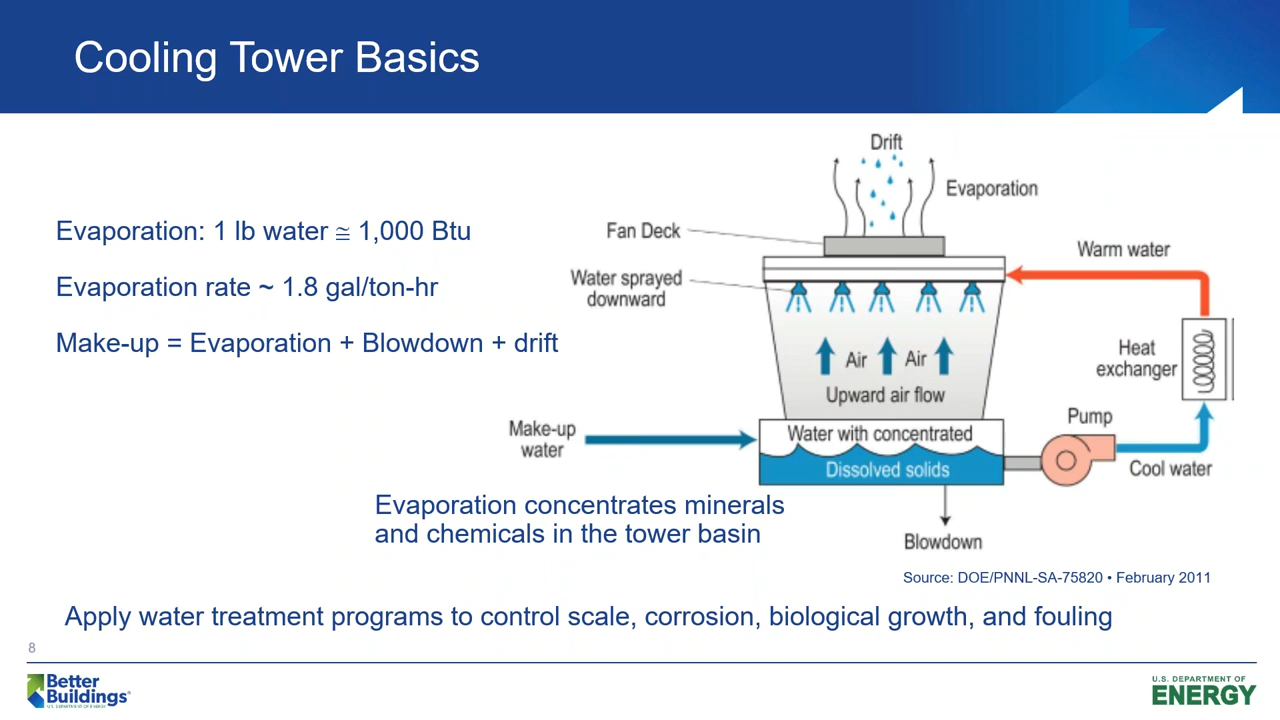 Cooling Tower Basics
Evaporation: 1 lb water ≅ 1,000 Btu
Evaporation rate ~ 1.8 gal/ton-hr
Make-up = Evaporation + Blowdown + drift
Drift
Evaporation
Fan Deck
Water sprayed
downward
Warm water
Air
Air
Upward air flow
Heat
exchanger
Pump
Make-up
water
Water with concentrated
Dissolved solids
Cool water
Blowdown
Evaporation concentrates minerals
and chemicals in the tower basin
Source: DOE/PNNL-SA-75820 • February 2011
Apply water treatment programs to control scale, corrosion, biological growth, and fouling
8
Better
Buildings®
U.S. DEPARTMENT OF ENERGY
U.S. DEPARTMENT OF
ENERGY